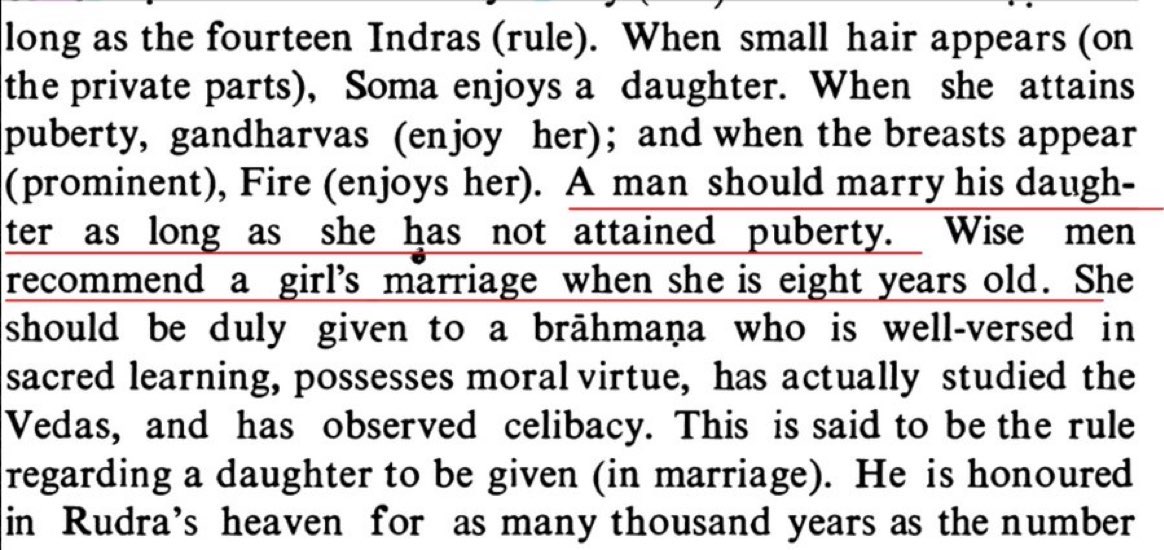 long as the fourteen Indras (rule). When small hair appears (on
the private parts), Soma enjoys a daughter. When she attains
puberty, gandharvas (enjoy her); and when the breasts appear
(prominent), Fire (enjoys her). A man should marry his daugh-
ter as long as she has not attained puberty. Wise men
recommend a girl's marriage when she is eight years old. She
should be duly given to a brāhmaṇa who is well-versed in
sacred learning, possesses moral virtue, has actually studied the
Vedas, and has observed celibacy. This is said to be the rule
regarding a daughter to be given (in marriage). He is honoured
in Rudra's heaven for as many thousand years as the number